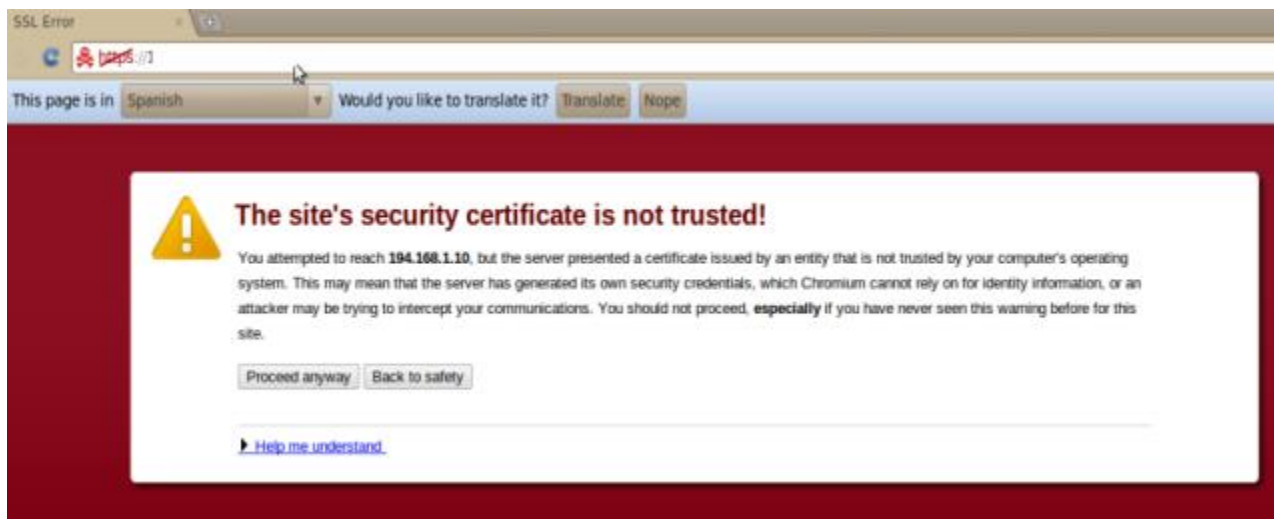 SSL Error
https://1
This page is in Spanish Would you like to translate it? Translate Nope
The site's security certificate is not trusted!
You attempted to reach 194.168.1.10, but the server presented a certificate issued by an entity that is not trusted by your computer's operating
system. This may mean that the server has generated its own security credentials, which Chromium cannot rely on for identity information, or an
attacker may be trying to intercept your communications. You should not proceed, especially if you have never seen this warning before for this
site.
Proceed anyway Back to safety
Help me understand